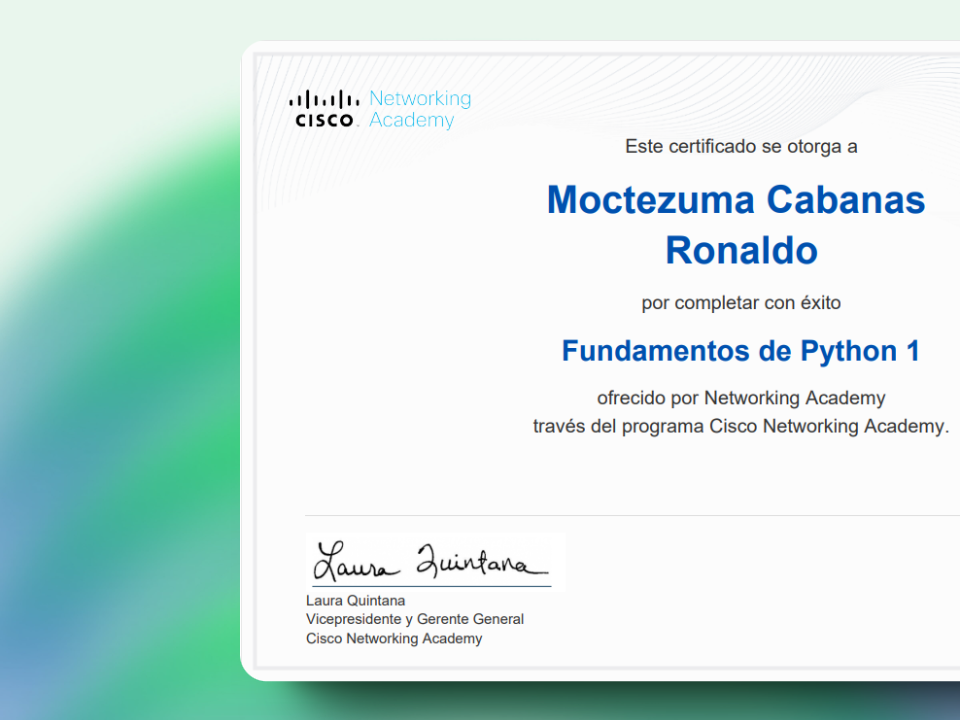 CISCO. Networking
Academy
Este certificado se otorga a
Moctezuma Cabanas
Ronaldo
por completar con éxito
Fundamentos de Python 1
ofrecido por Networking Academy
través del programa Cisco Networking Academy.
Laura Quintana
Laura Quintana
Vicepresidente y Gerente General
Cisco Networking Academy